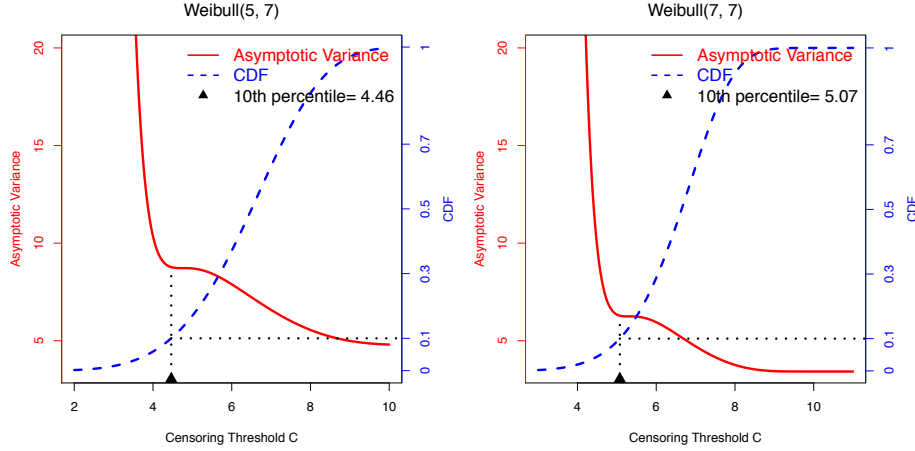 Weibull(5, 7)
Asymptotic Variance
CDF
10th percentile= 4.46
20
15
10
5
Asymptotic Variance
1
0.7
0.5
0.3
0.1
0
CDF
2
4
6
8
10
Censoring Threshold C
Weibull(7, 7)
Asymptotic Variance
CDF
10th percentile= 5.07
20
15
10
5
Asymptotic Variance
1
0.7
0.5
0.3
0.1
0
CDF
4
6
8
10
Censoring Threshold C